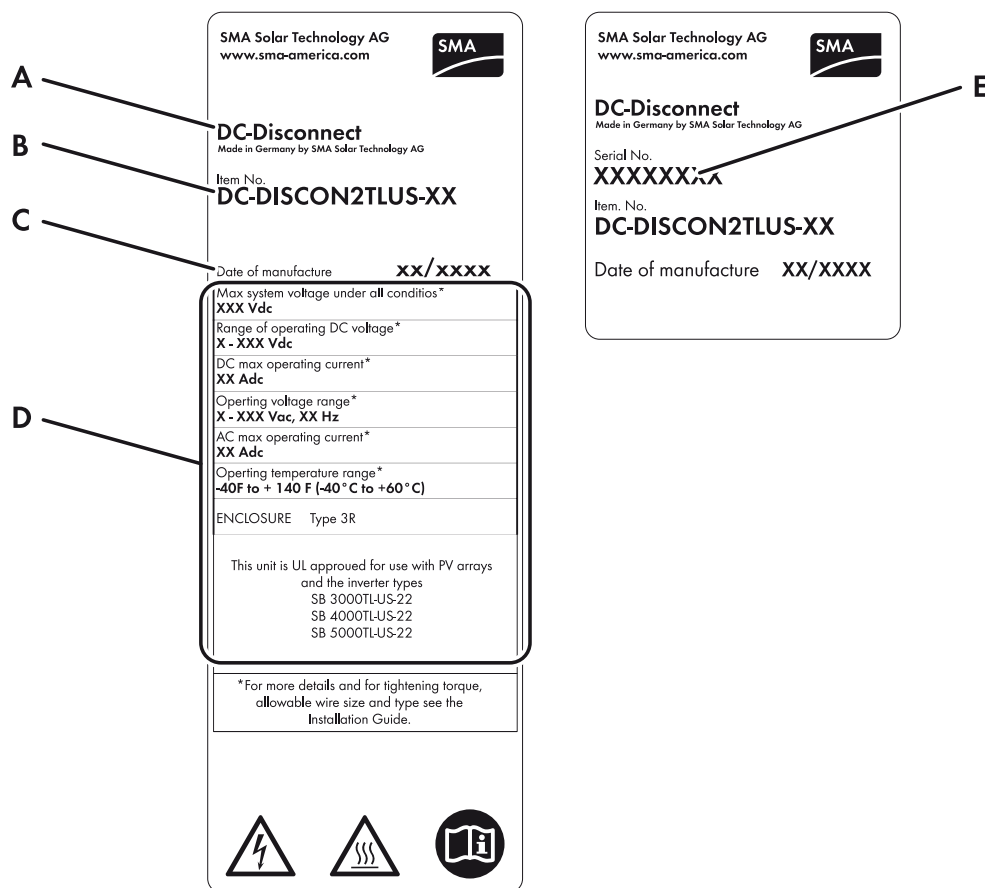 SMA Solar Technology AG
www.sma-america.com
SMA
A
DC-Disconnect
Made in Germany by SMA Solar Technology AG
B
Item No.
DC-DISCON2TLUS-XX
C
Date of manufacture xx/xxxx
D
Max system voltage under all conditios*
XXX Vdc
Range of operating DC voltage*
X - XXX Vdc
DC max operating current*
XX Adc
Operting voltage range*
X - XXX Vac, XX Hz
AC max operating current*
XX Adc
Operting temperature range*
-40F to + 140 F (-40°C to +60°C)
ENCLOSURE Type 3R
This unit is UL approued for use with PV arrays
and the inverter types
SB 3000TL-US-22
SB 4000TL-US-22
SB 5000TL-US-22
*For more details and for tightening torque,
allowable wire size and type see the
Installation Guide.
i
SMA Solar Technology AG
www.sma-america.com
SMA
E
DC-Disconnect
Made in Germany by SMA Solar Technology AG
Serial No.
XXXXXXXX
Item. No.
DC-DISCON2TLUS-XX
Date of manufacture XX/XXXX